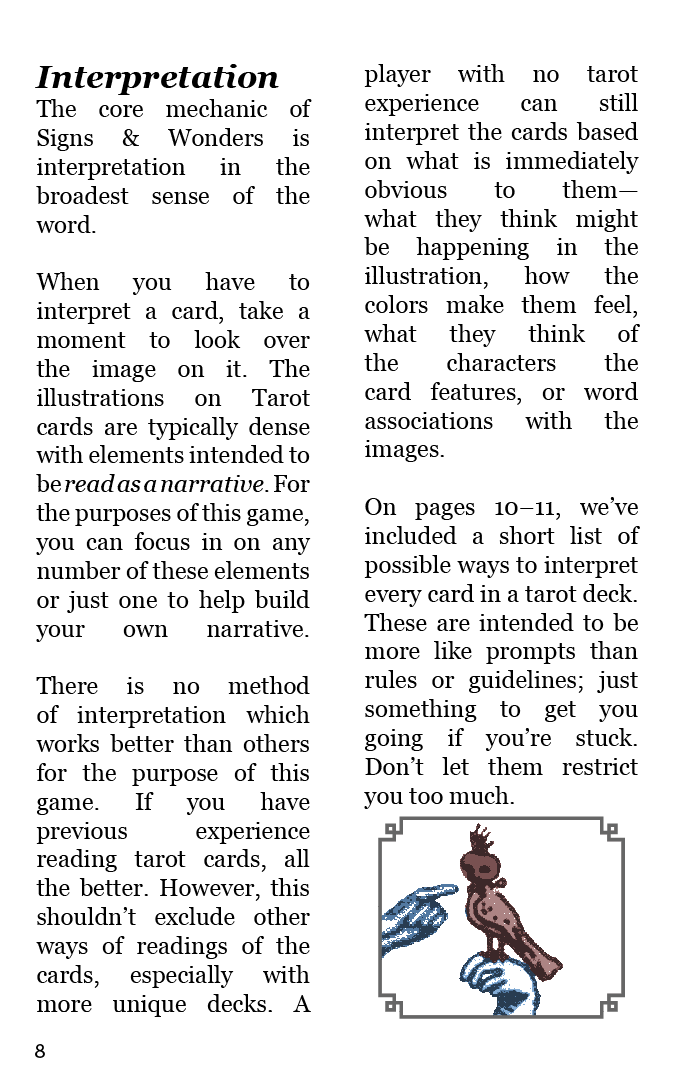 Interpretation
The core mechanic of
Signs & Wonders is
interpretation in the
broadest sense of the
word.
When you have to
interpret a card, take a
moment to look over
the image on it. The
illustrations on Tarot
cards are typically dense
with elements intended to
be read as a narrative. For
the purposes of this game,
you can focus in on any
number of these elements
or just one to help build
your own narrative.
There is no method
of interpretation which
works better than others
for the purpose of this
game. If you have
previous experience
reading tarot cards, all
the better. However, this
shouldn’t exclude other
ways of readings of the
cards, especially with
more unique decks. A
player with no tarot
experience can still
interpret the cards based
on what is immediately
obvious to them—
what they think might
be happening in the
illustration, how the
colors make them feel,
what they think of
the characters the
card features, or word
associations with the
images.
On pages 10–11, we’ve
included a short list of
possible ways to interpret
every card in a tarot deck.
These are intended to be
more like prompts than
rules or guidelines; just
something to get you
going if you’re stuck.
Don’t let them restrict
you too much.
8